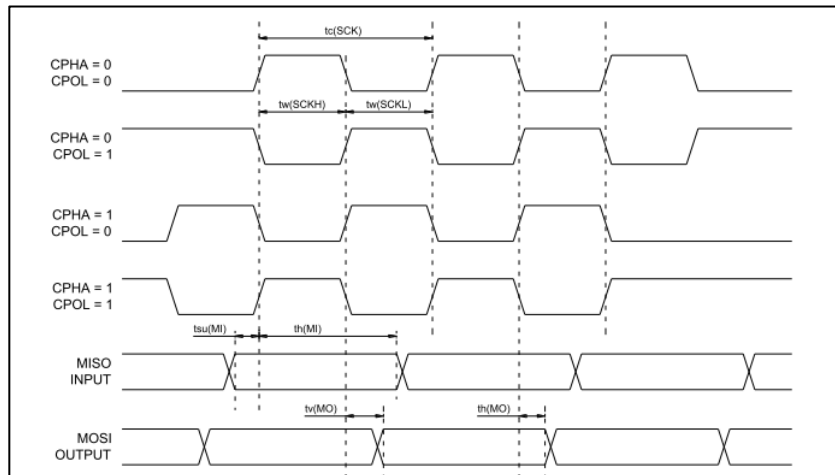 tc(SCK)
CPHA = 0
CPOL = 0
tw(SCKH)
tw(SCKL)
CPHA = 0
CPOL = 1
CPHA = 1
CPOL = 0
CPHA = 1
CPOL = 1
tsu(MI)
th(MI)
MISO
INPUT
tv(MO)
th(MO)
MOSI
OUTPUT